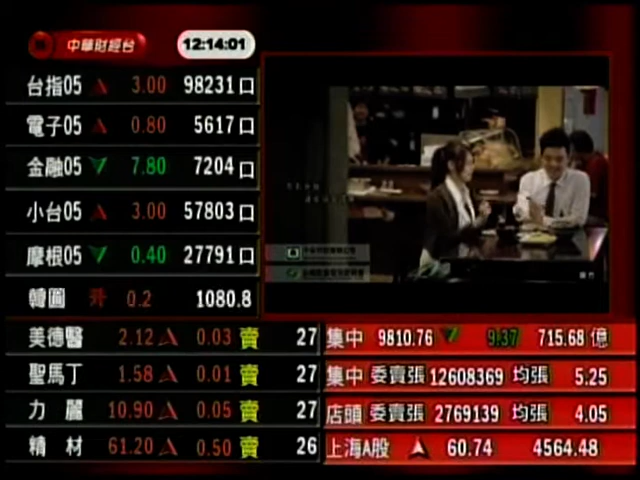 中華財經台 12:14:01
台指05 3.00 98231口
電子05 0.80 5617口
金融05 7.80 7204口
小台05 3.00 57803口
摩根05 0.40 27791口
韓圜 升 0.2 1080.8
美德醫 2.12 0.03 賣 27
聖馬丁 1.58 0.01 賣 27
力麗 10.90 0.05 賣 27
精材 61.20 0.50 賣 26
集中 9810.76 9.37 715.68 億
集中 委賣張 12608369 均張 5.25
店頭 委賣張 2769139 均張 4.05
上海A股 60.74 4564.48